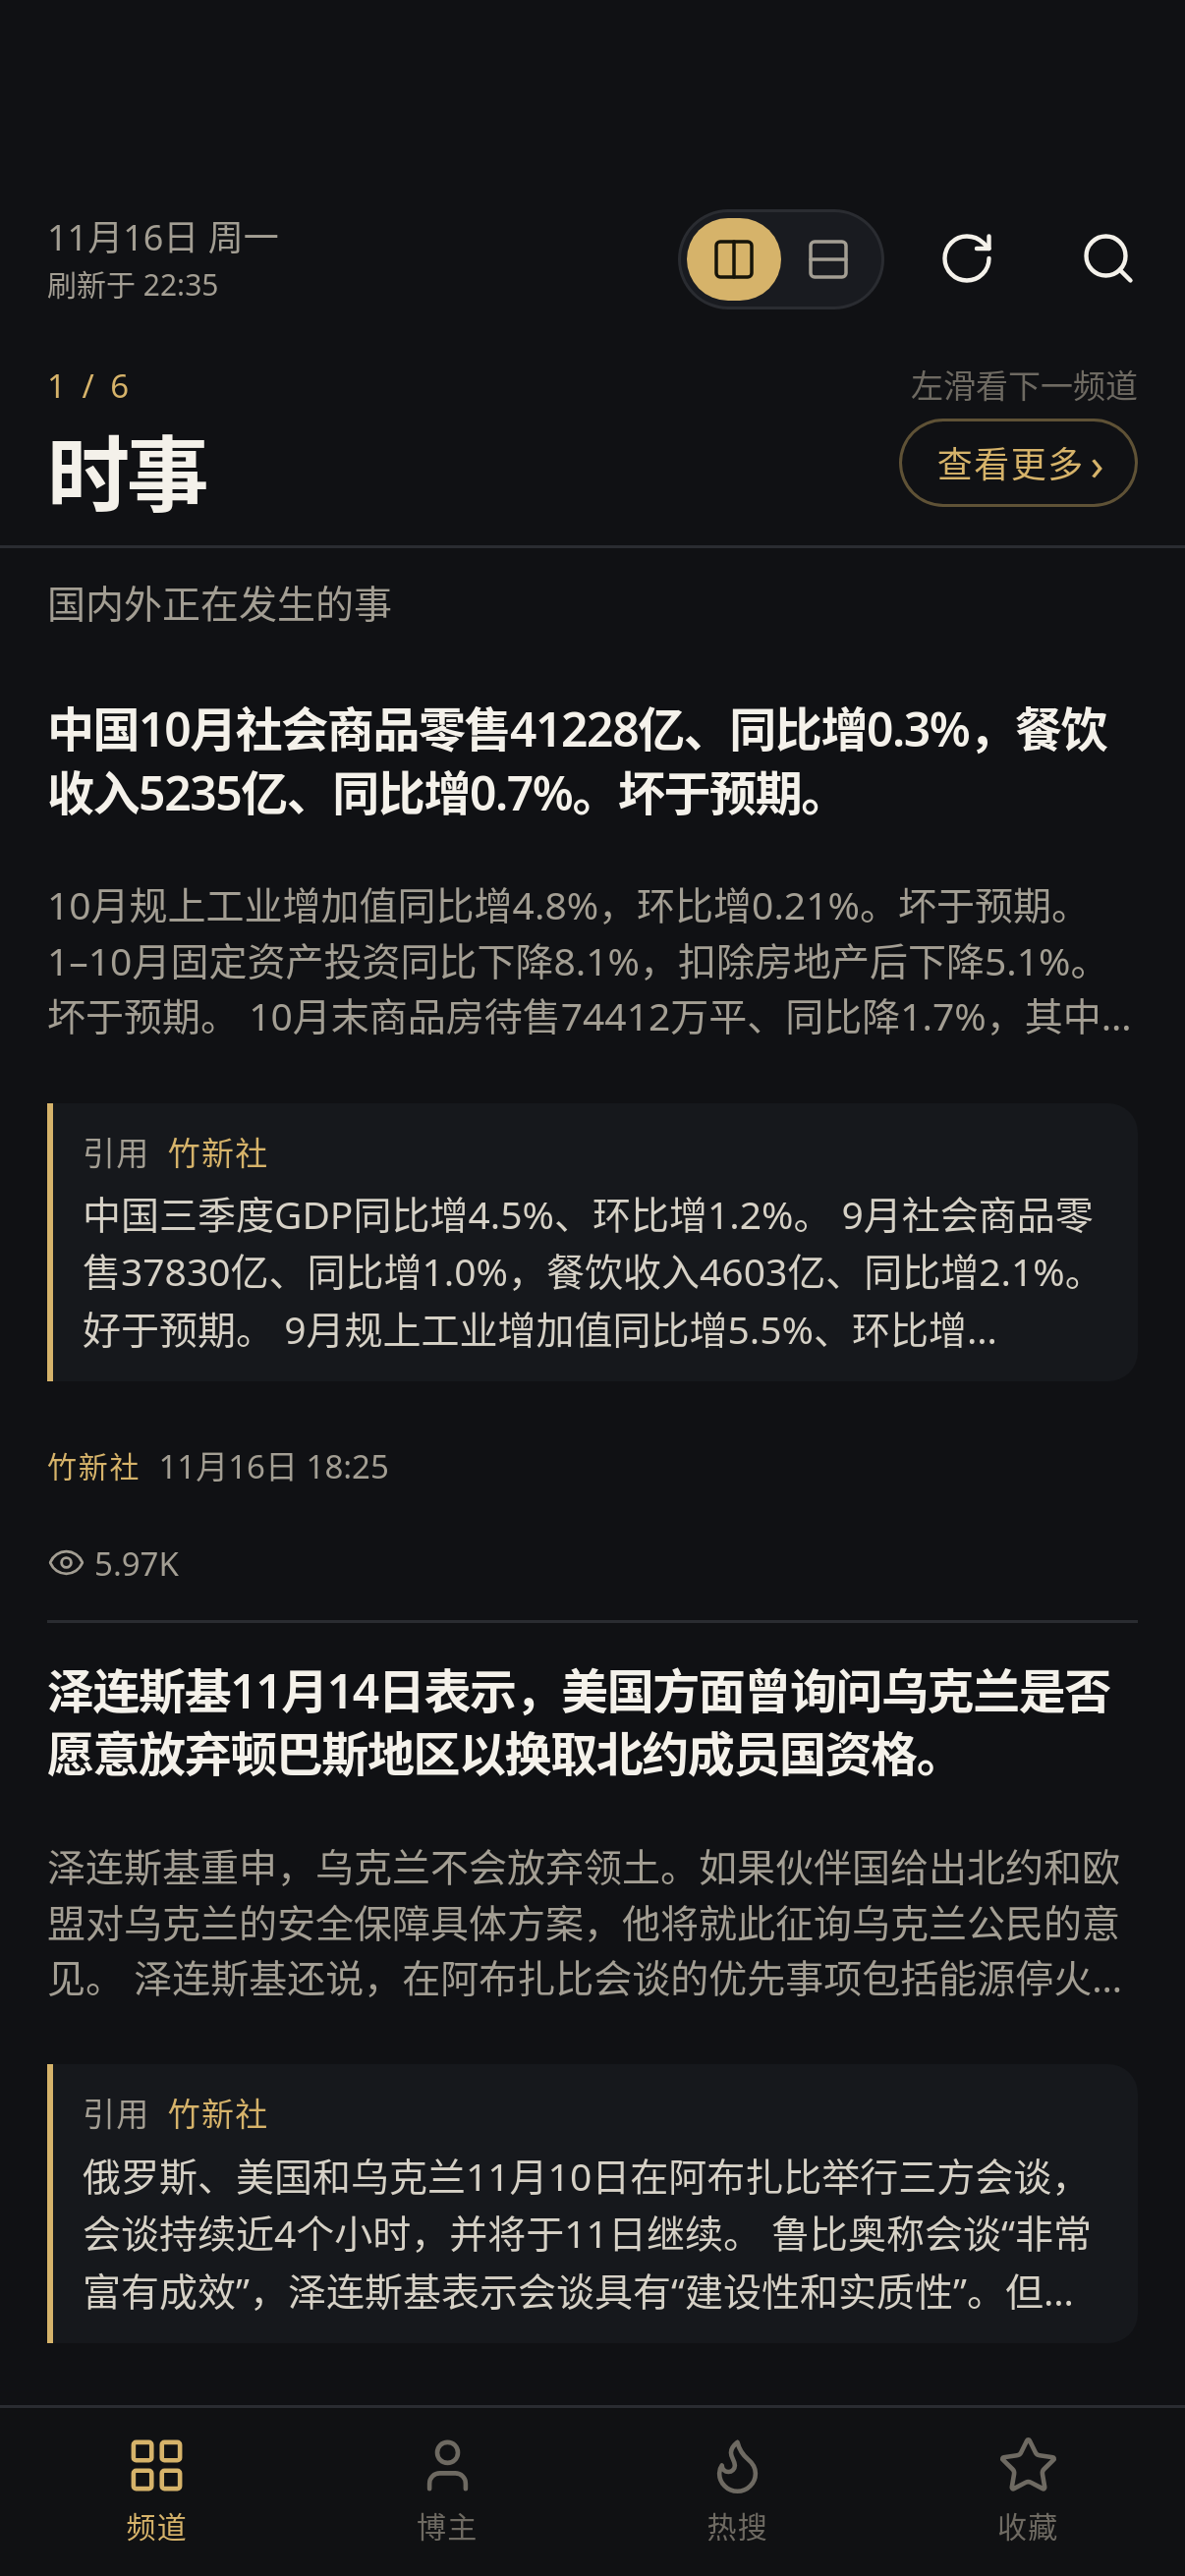 11月16日 周一
刷新于 22:35
1 / 6
左滑看下一频道
时事
查看更多 ›
国内外正在发生的事
中国10月社会商品零售41228亿、同比增0.3%，餐饮
收入5235亿、同比增0.7%。坏于预期。
10月规上工业增加值同比增4.8%，环比增0.21%。坏于预期。
1–10月固定资产投资同比下降8.1%，扣除房地产后下降5.1%。
坏于预期。 10月末商品房待售74412万平、同比降1.7%，其中…
引用 竹新社
中国三季度GDP同比增4.5%、环比增1.2%。 9月社会商品零
售37830亿、同比增1.0%，餐饮收入4603亿、同比增2.1%。
好于预期。 9月规上工业增加值同比增5.5%、环比增…
竹新社 11月16日 18:25
5.97K
泽连斯基11月14日表示，美国方面曾询问乌克兰是否
愿意放弃顿巴斯地区以换取北约成员国资格。
泽连斯基重申，乌克兰不会放弃领土。如果伙伴国给出北约和欧
盟对乌克兰的安全保障具体方案，他将就此征询乌克兰公民的意
见。 泽连斯基还说，在阿布扎比会谈的优先事项包括能源停火…
引用 竹新社
俄罗斯、美国和乌克兰11月10日在阿布扎比举行三方会谈，
会谈持续近4个小时，并将于11日继续。 鲁比奥称会谈“非常
富有成效”，泽连斯基表示会谈具有“建设性和实质性”。但…
频道
博主
热搜
收藏